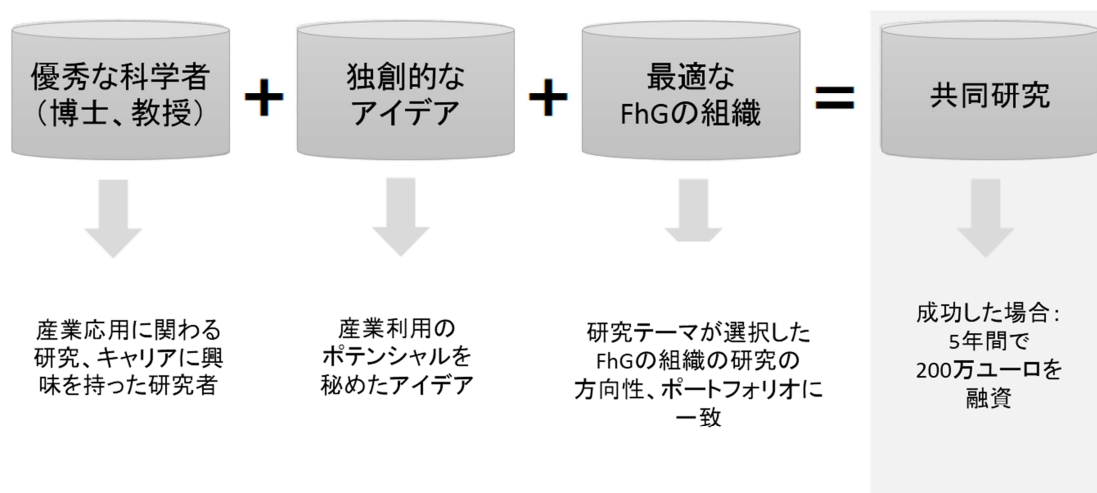 優秀な科学者
（博士、教授）
+
独創的な
アイデア
+
最適な
FhGの組織
=
共同研究
産業応用に関わる
研究、キャリアに興
味を持った研究者
産業利用の
ポテンシャルを
秘めたアイデア
研究テーマが選択した
FhGの組織の研究の
方向性、ポートフォリオに
一致
成功した場合：
5年間で
200万ユーロを
融資